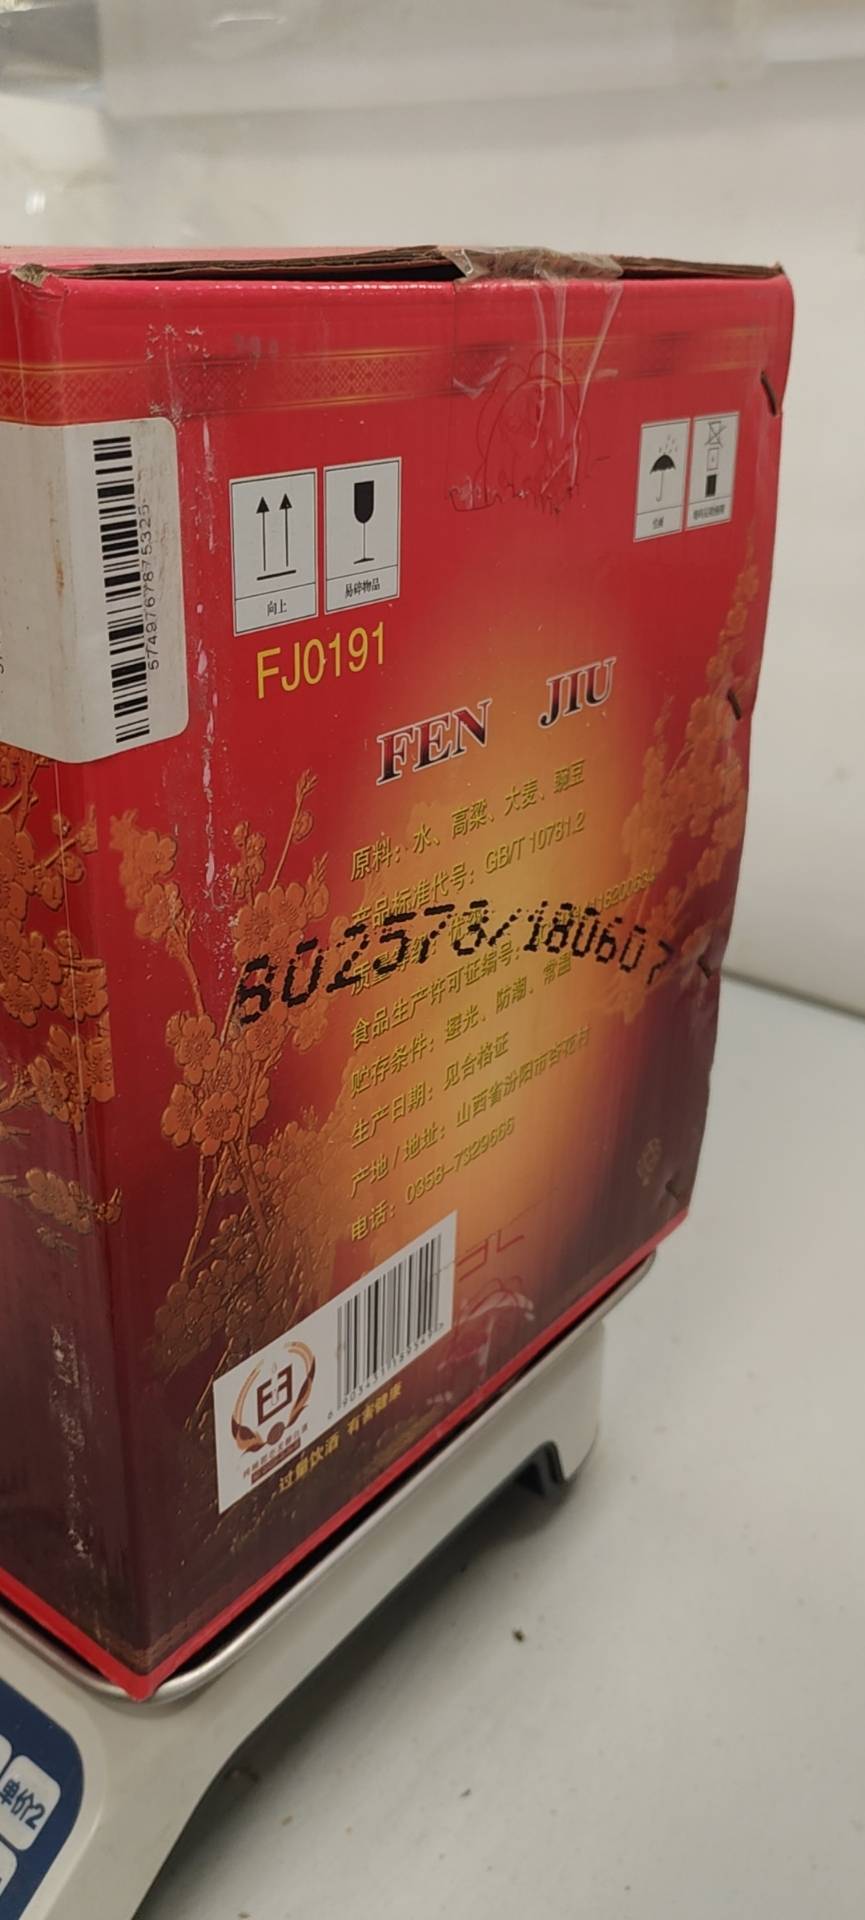 5749767875325
向上
易碎物品
FJ0191
FEN JIU
原料：水、高粱、大麦、豌豆
产品标准代号：GB/T 10781.2
802573/180607
食品生产许可证编号：
贮存条件：避光、防潮、常温
生产日期：见合格证
产地/地址：山西省汾阳市杏花村
电话：0358-7329666
过量饮酒 有害健康